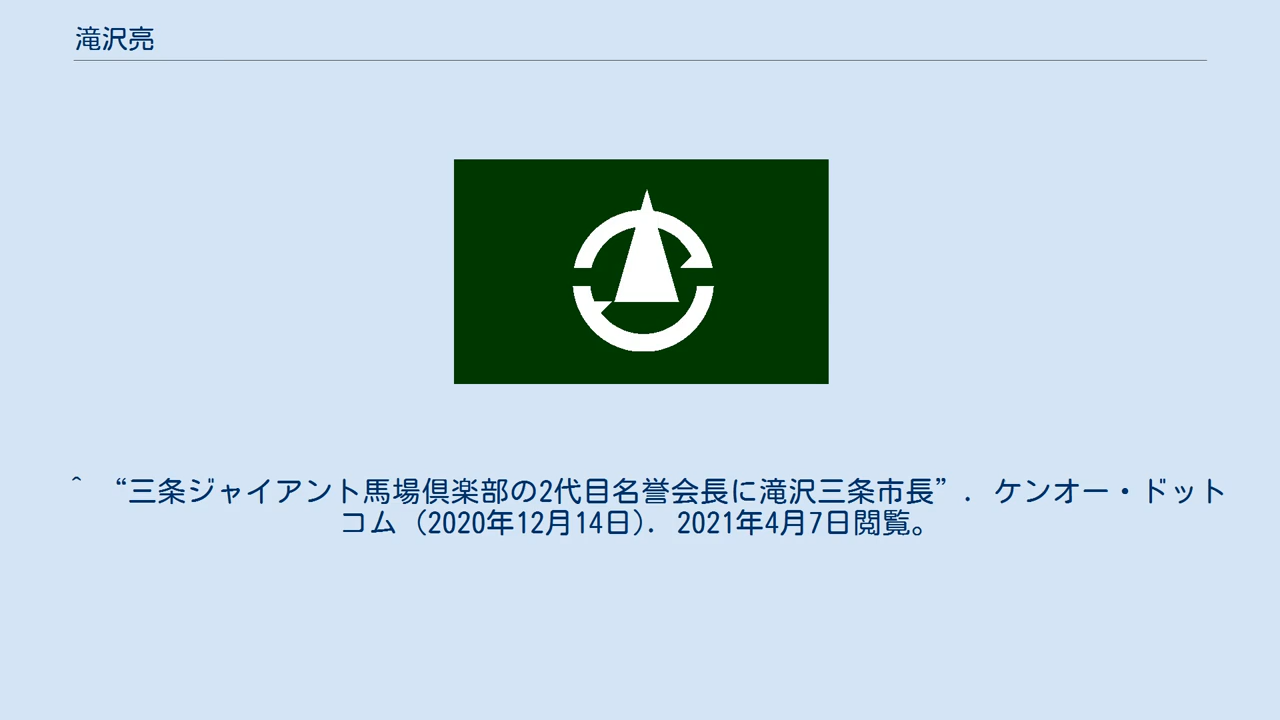 滝沢亮
^ “三条ジャイアント馬場倶楽部の2代目名誉会長に滝沢三条市長”. ケンオー・ドット
コム (2020年12月14日). 2021年4月7日閲覧。